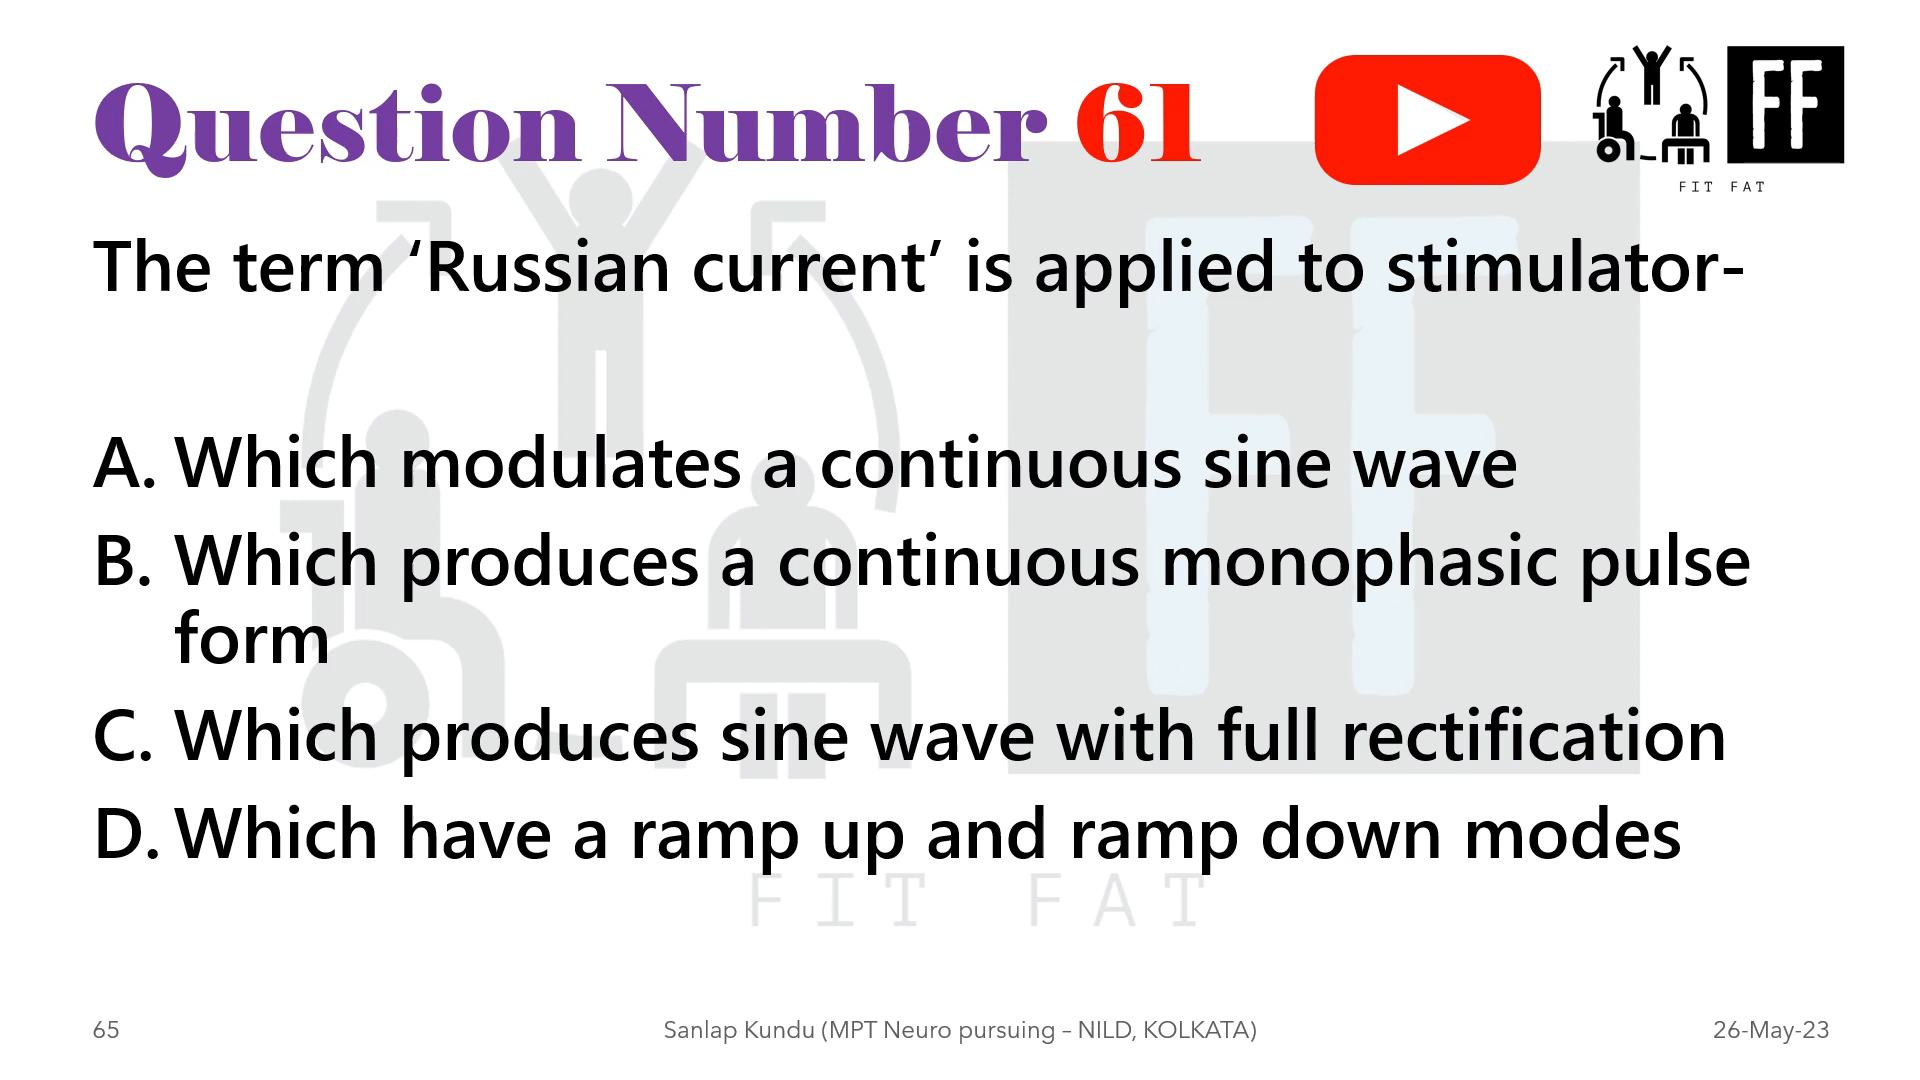 Question Number 61
FF
FIT FAT
The term ‘Russian current’ is applied to stimulator-
A. Which modulates a continuous sine wave
B. Which produces a continuous monophasic pulse
form
C. Which produces sine wave with full rectification
D. Which have a ramp up and ramp down modes
FF
FIT FAT
65
Sanlap Kundu (MPT Neuro pursuing – NILD, KOLKATA)
26-May-23